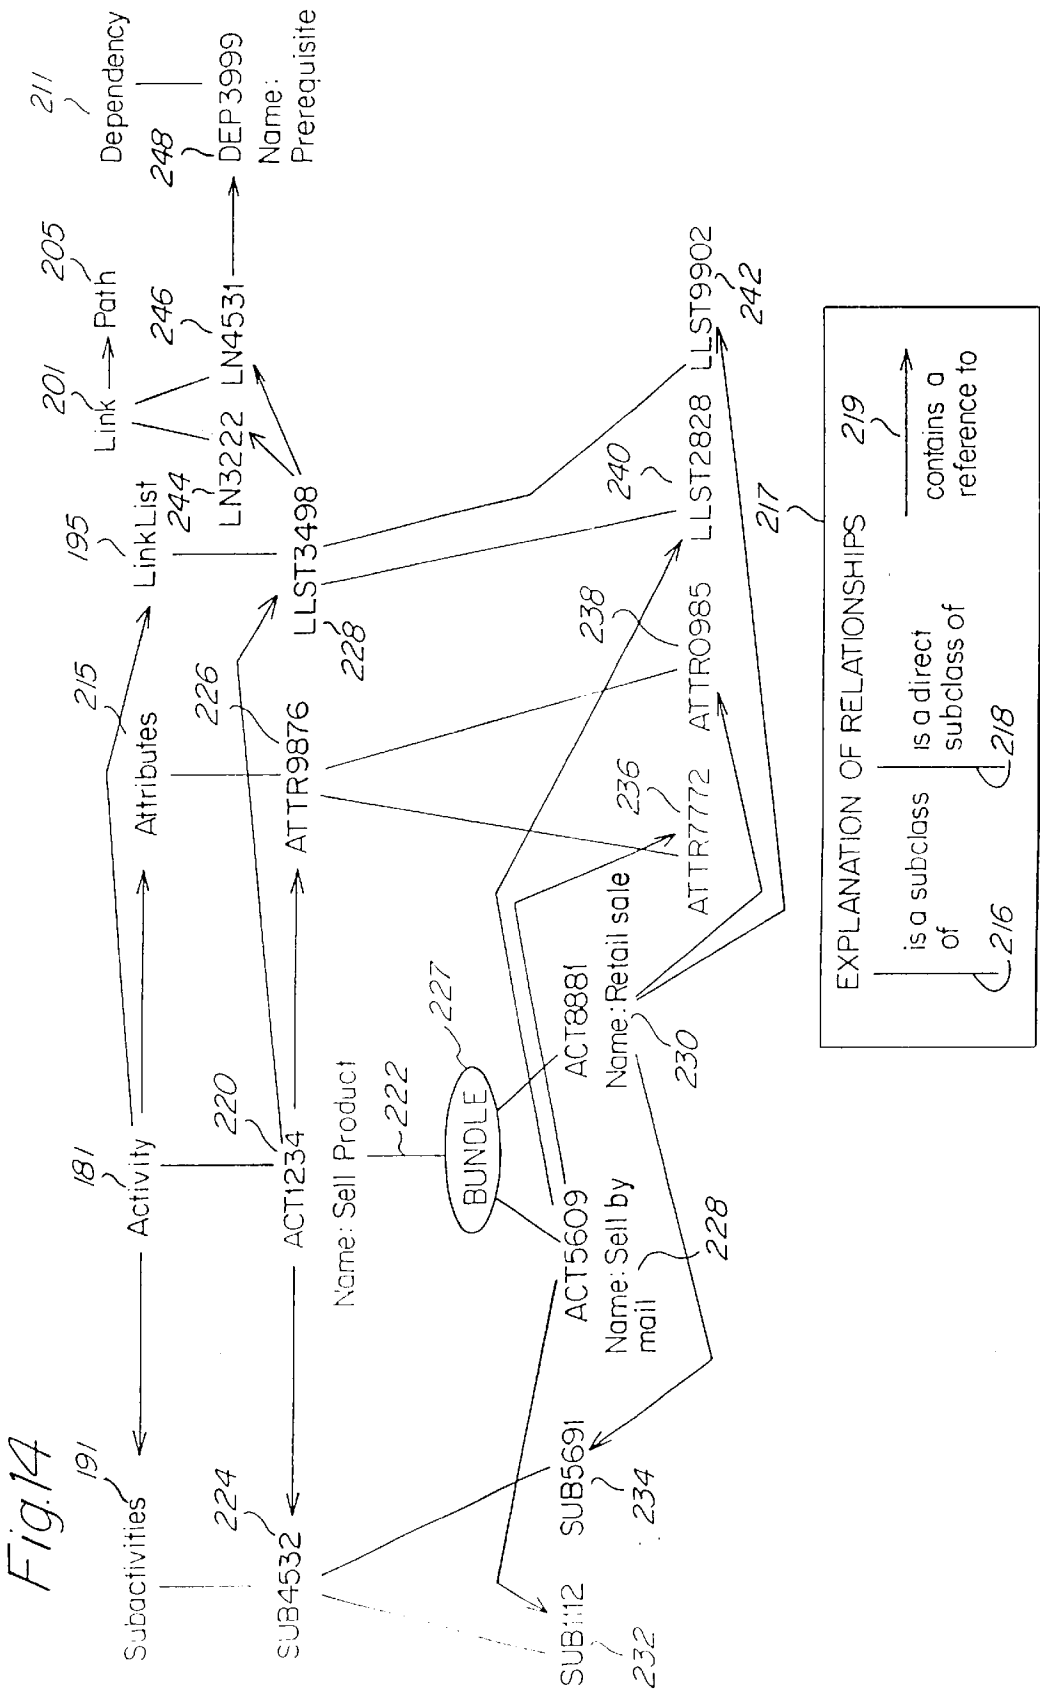 Fig.14
211
Dependency
201
205
Link
Path
195
LinkList
215
Attributes
181
Activity
191
Subactivities
248
DEP3999
Name:
Prerequisite
246
LN4531
244
LN3222
LLST3498
228
226
ATTR9876
220
ACT1234
Name: Sell Product
224
SUB4532
222
227
BUNDLE
ACT5609
Name: Sell by
mail
228
ACT8881
Name: Retail sale
230
SUB1112
232
SUB5691
234
236
ATTR7772
238
ATTR0985
240
LLST2828
LLST9902
242
217
EXPLANATION OF RELATIONSHIPS
is a subclass
of
216
is a direct
subclass of
218
219
contains a
reference to